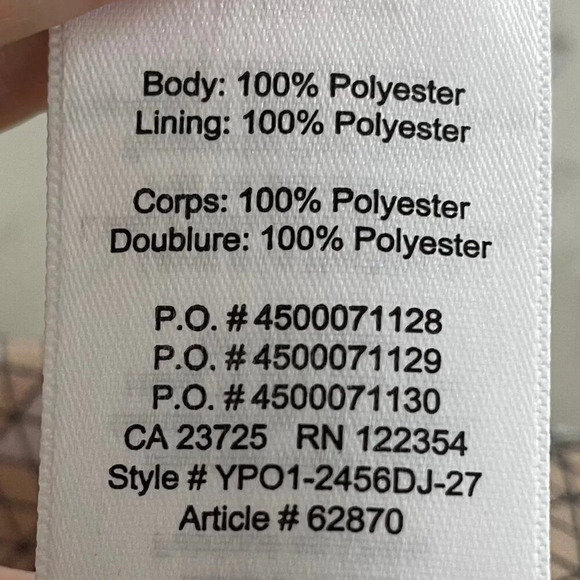 Body: 100% Polyester
Lining: 100% Polyester
Corps: 100% Polyester
Doublure: 100% Polyester
P.O. # 4500071128
P.O. # 4500071129
P.O. # 4500071130
CA 23725 RN 122354
Style # YPO1-2456DJ-27
Article # 62870